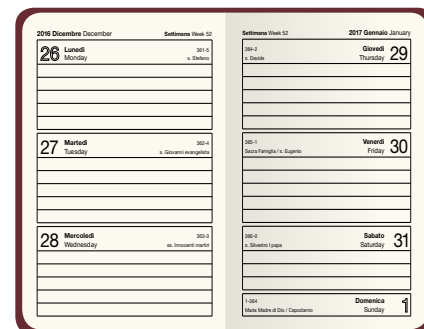 2016 Dicembre December
Settimana Week 52
26 Lunedì
Monday
361-5
s. Stefano
27 Martedì
Tuesday
362-4
s. Giovanni evangelista
28 Mercoledì
Wednesday
363-3
ss. Innocenti martiri
Settimana Week 52
2017 Gennaio January
364-2
s. Davide
Giovedì
Thursday 29
365-1
Sacra Famiglia / s. Eugenio
Venerdì
Friday 30
366-0
s. Silvestro I papa
Sabato
Saturday 31
1-364
Maria Madre di Dio / Capodanno
Domenica
Sunday 1